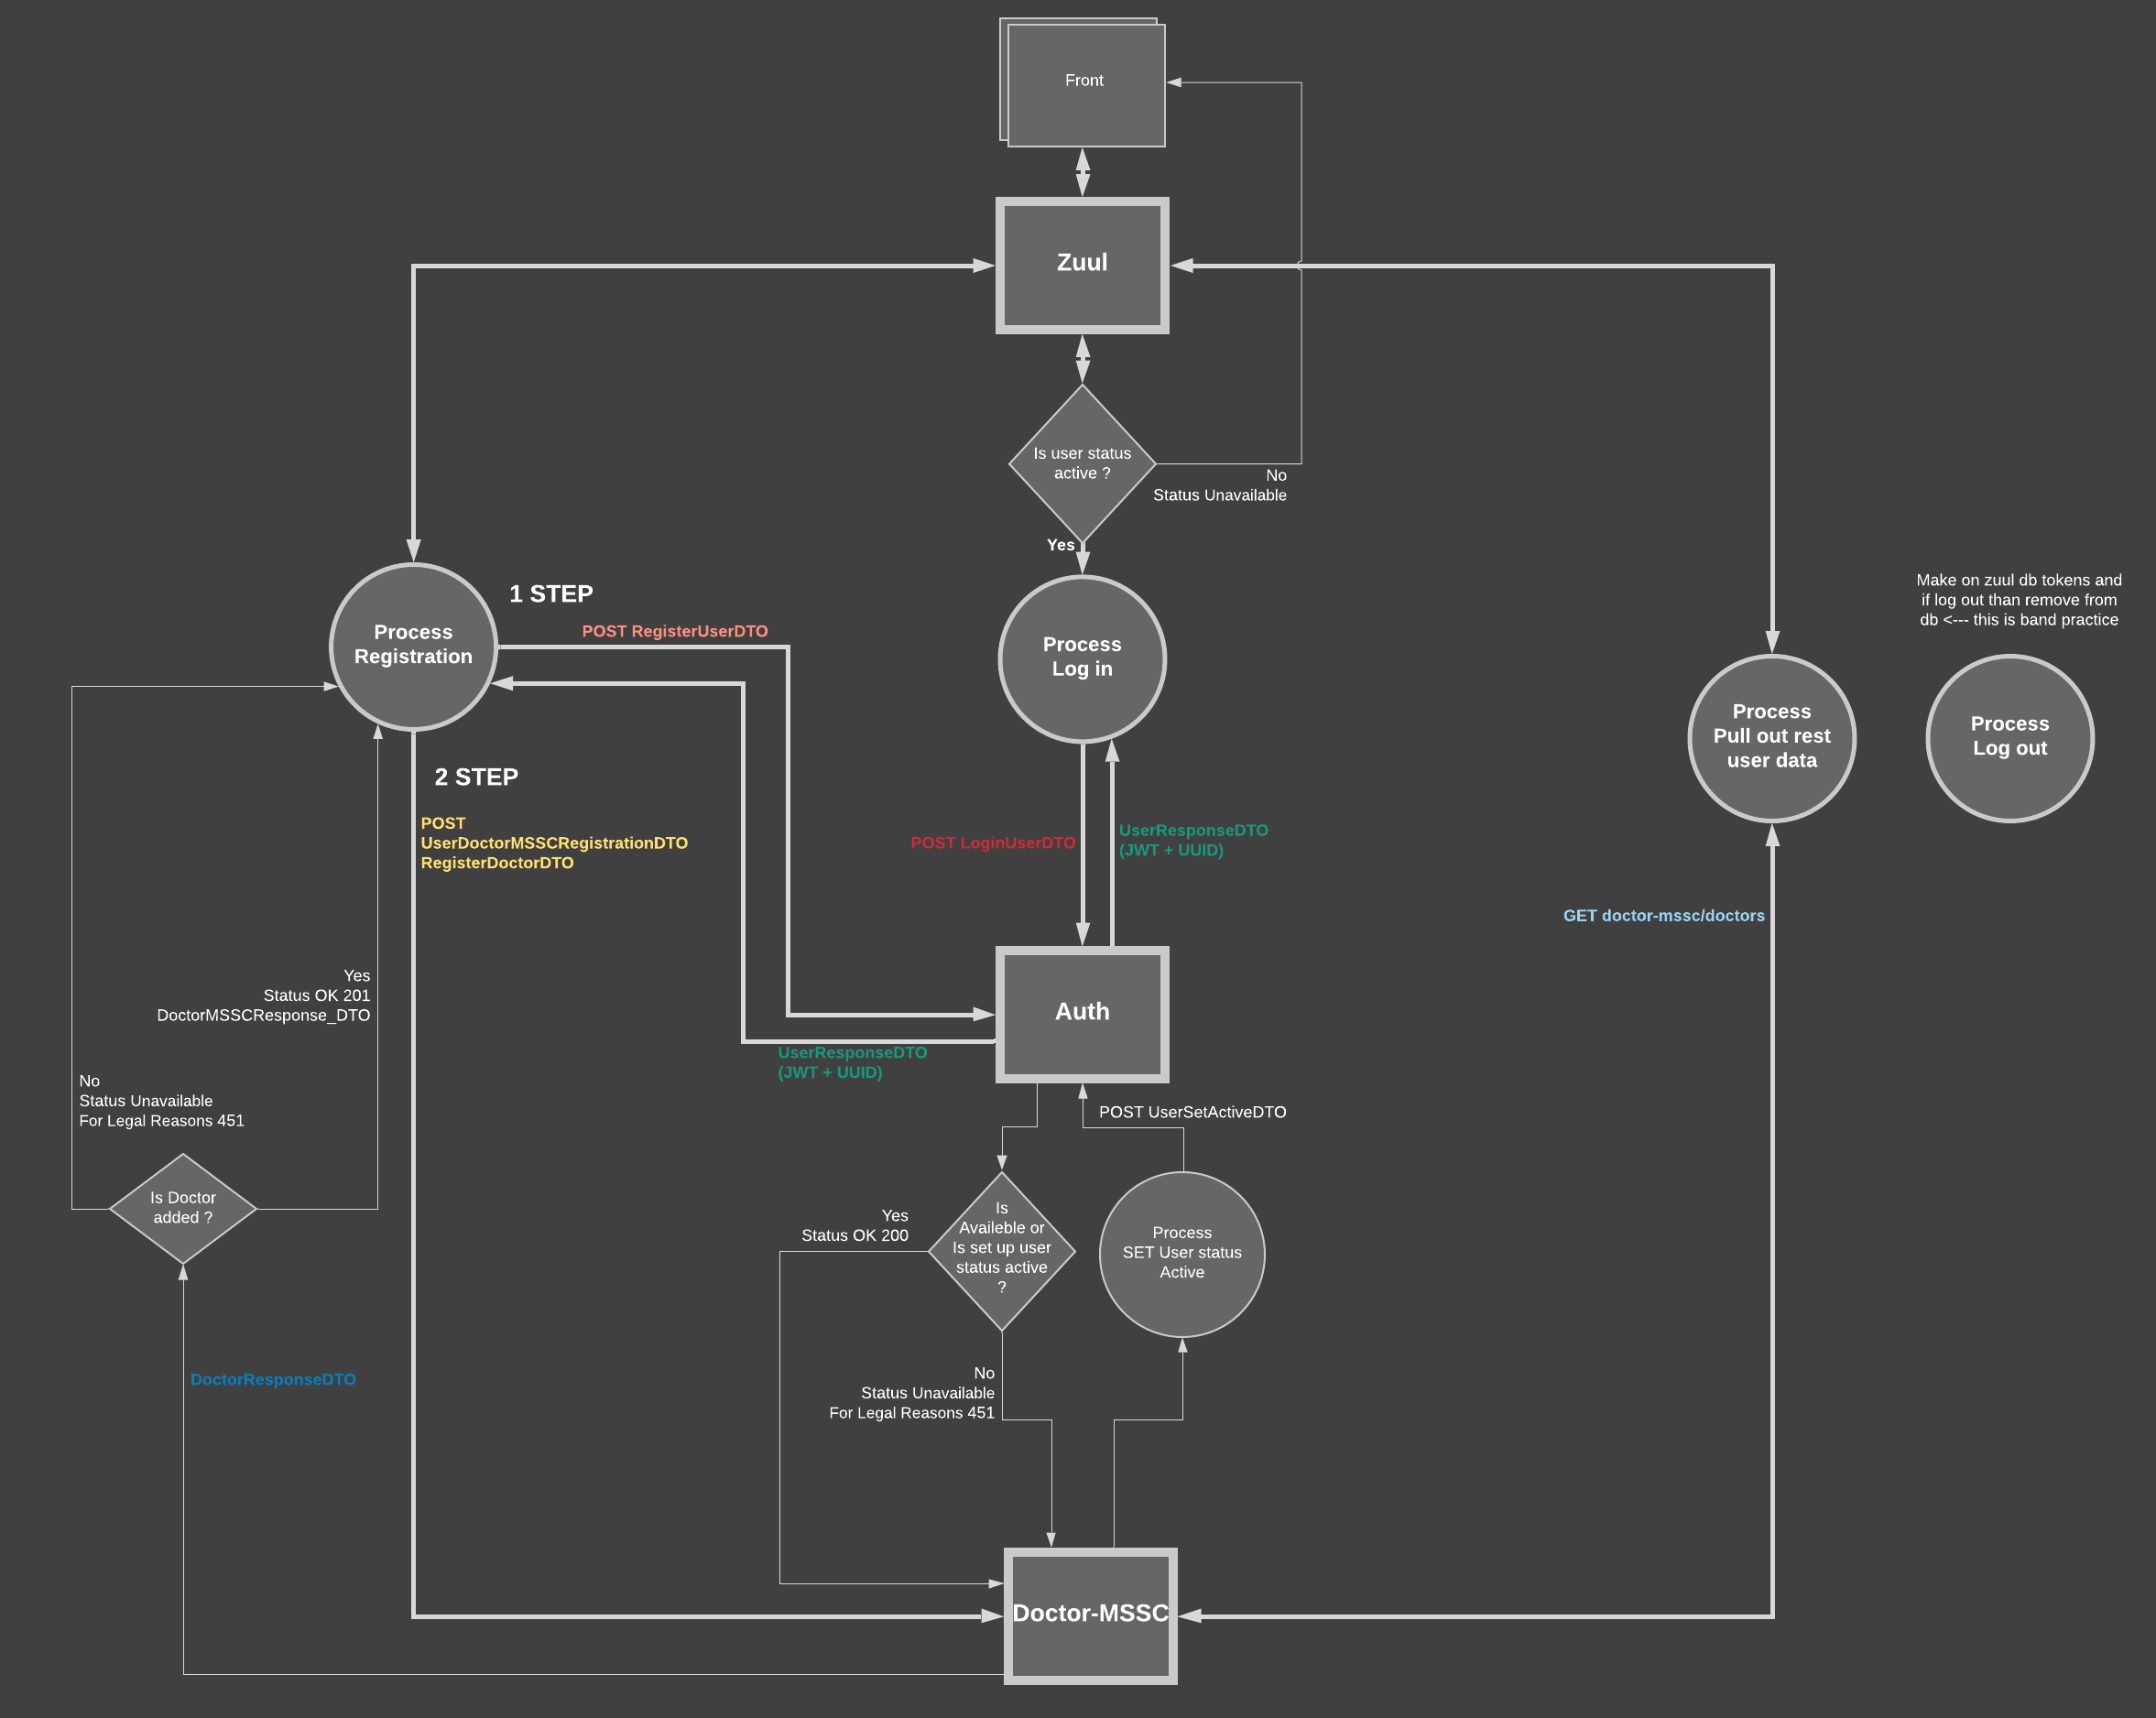 Front
Zuul
Is user status
active ?
No
Status Unavailable
Yes
1 STEP
POST RegisterUserDTO
Process
Registration
Process
Log in
Make on zuul db tokens and
if log out than remove from
db <--- this is band practice
Process
Pull out rest
user data
Process
Log out
2 STEP
POST
UserDoctorMSSCRegistrationDTO
RegisterDoctorDTO
POST LoginUserDTO
UserResponseDTO
(JWT + UUID)
GET doctor-mssc/doctors
Yes
Status OK 201
DoctorMSSCResponse_DTO
Auth
UserResponseDTO
(JWT + UUID)
No
Status Unavailable
For Legal Reasons 451
POST UserSetActiveDTO
Is Doctor
added ?
Yes
Status OK 200
Is
Availeble or
Is set up user
status active
?
Process
SET User status
Active
DoctorResponseDTO
No
Status Unavailable
For Legal Reasons 451
Doctor-MSSC